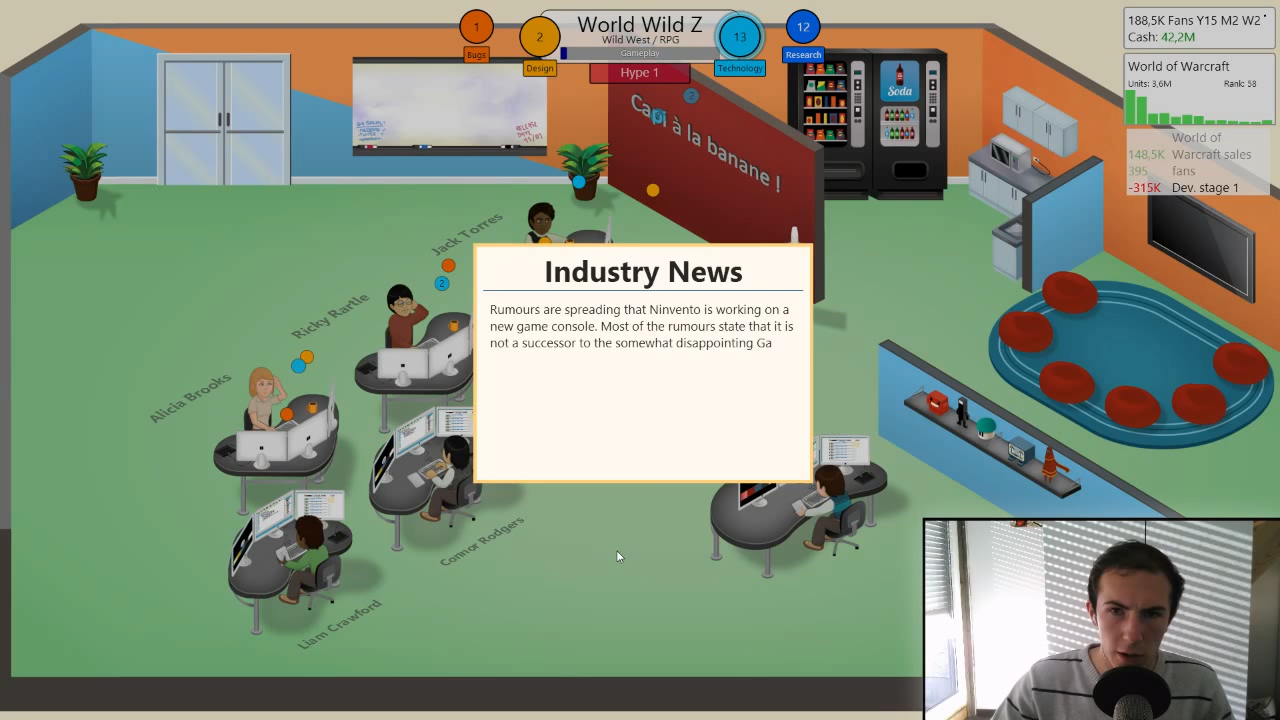 1
Bugs
2
Design
World Wild Z
Wild West / RPG
Gameplay
Hype 1
13
Technology
12
Research
188,5K Fans Y15 M2 W2
Cash: 42,2M
World of Warcraft
Units: 3,6M Rank: 58
World of
148,5K Warcraft sales
395 fans
-315K Dev. stage 1
Soda
Capi à la banane !
2
Jack Torres
2
Ricky Rartle
Alicia Brooks
Industry News
Rumours are spreading that Ninvento is working on a
new game console. Most of the rumours state that it is
not a successor to the somewhat disappointing Ga
Connor Rodgers
Liam Crawford